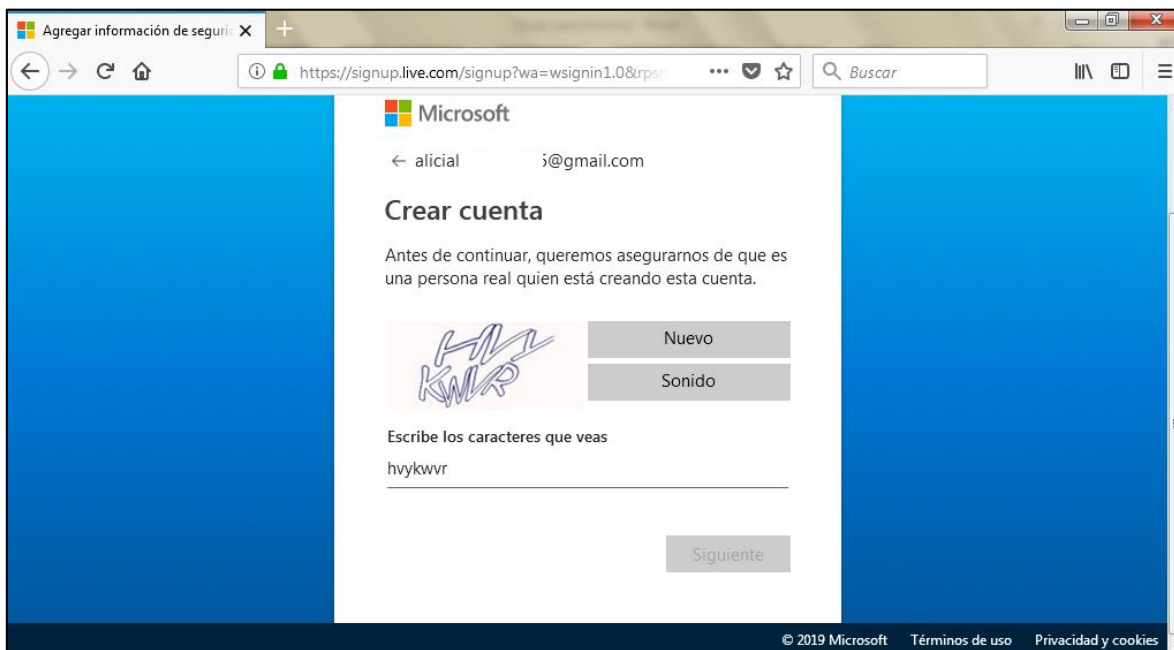 Agregar información de seguri
https://signup.live.com/signup?wa=wsignin1.0&rpsn
Buscar
Microsoft
← alicial 5@gmail.com
Crear cuenta
Antes de continuar, queremos asegurarnos de que es
una persona real quien está creando esta cuenta.
Nuevo
Sonido
Escribe los caracteres que veas
hvykwvr
Siguiente
© 2019 Microsoft Términos de uso Privacidad y cookies